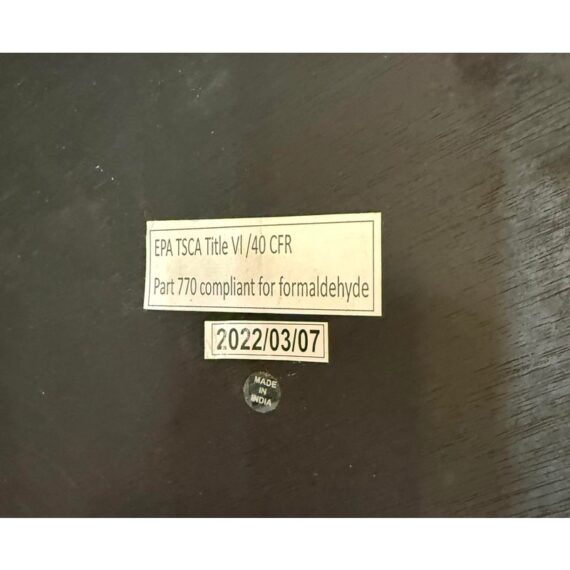 EPA TSCA Title VI /40 CFR
Part 770 compliant for formaldehyde
2022/03/07
MADE
IN
INDIA